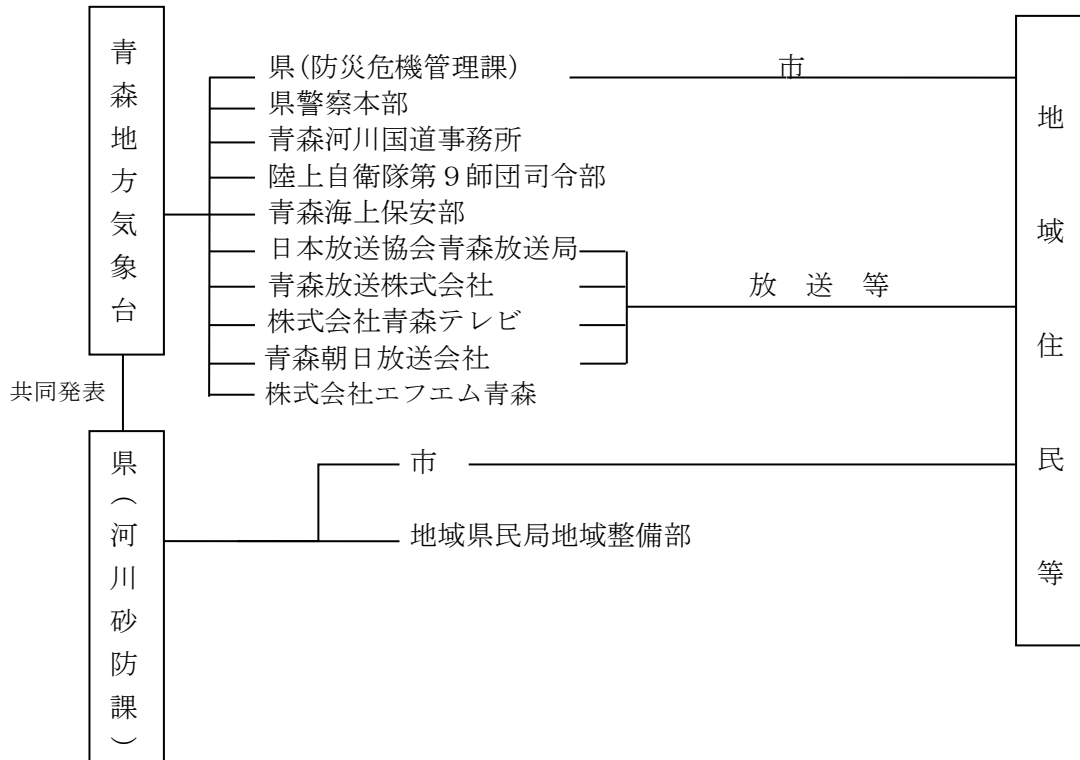 青森地方気象台
県(防災危機管理課)
市
県警察本部
青森河川国道事務所
陸上自衛隊第９師団司令部
青森海上保安部
日本放送協会青森放送局
青森放送株式会社
放　送　等
株式会社青森テレビ
青森朝日放送会社
株式会社エフエム青森
共同発表
県（河川砂防課）
市
地域県民局地域整備部
地域住民等